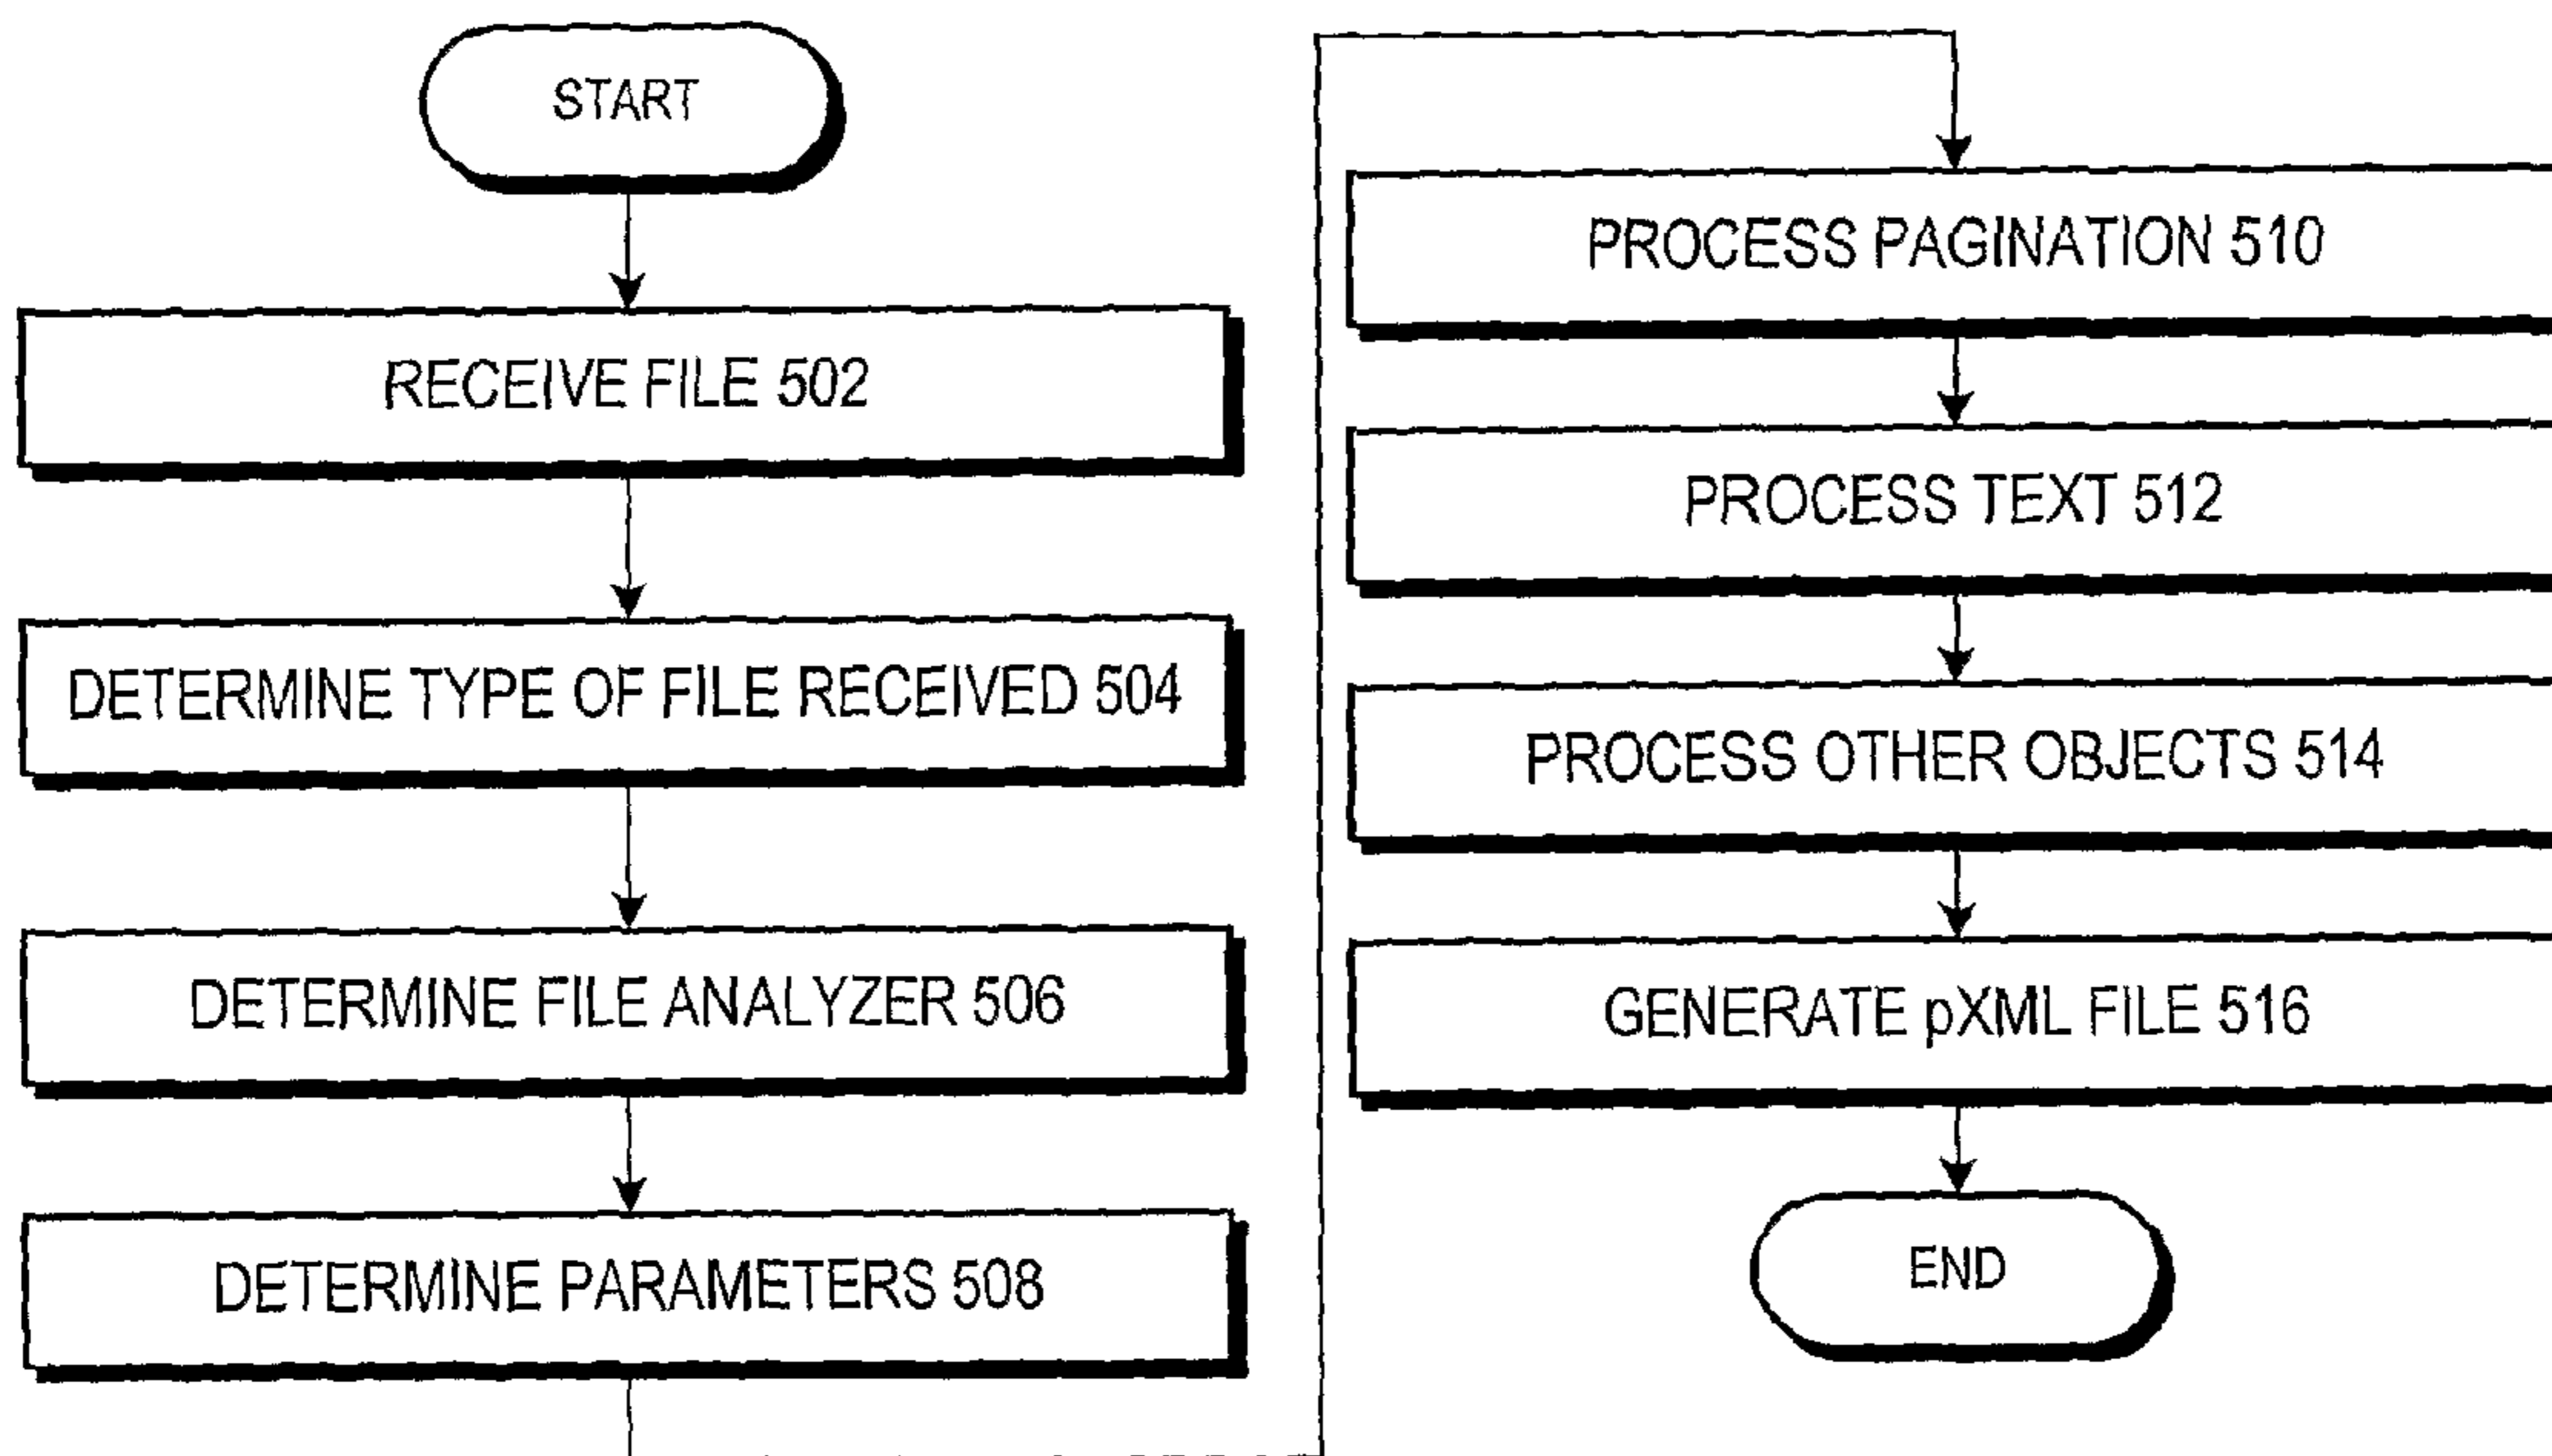 START
RECEIVE FILE 502
DETERMINE TYPE OF FILE RECEIVED 504
DETERMINE FILE ANALYZER 506
DETERMINE PARAMETERS 508
PROCESS PAGINATION 510
PROCESS TEXT 512
PROCESS OTHER OBJECTS 514
GENERATE pXML FILE 516
END